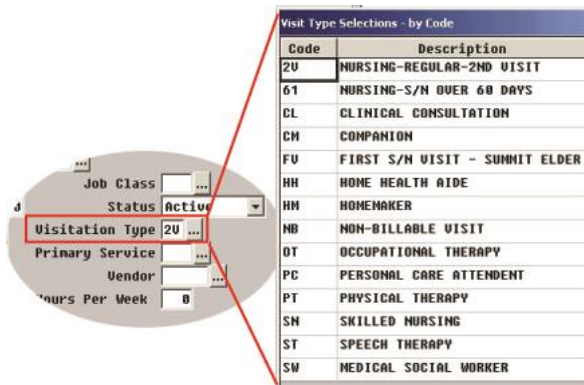 Visit Type Selections - by Code
Code Description
2V NURSING-REGULAR-2ND VISIT
61 NURSING-S/N OVER 60 DAYS
CL CLINICAL CONSULTATION
CM COMPANION
FV FIRST S/N VISIT - SUMMIT ELDER
HH HOME HEALTH AIDE
HM HOMEMAKER
NB NON-BILLABLE VISIT
OT OCCUPATIONAL THERAPY
PC PERSONAL CARE ATTENDENT
PT PHYSICAL THERAPY
SN SKILLED NURSING
ST SPEECH THERAPY
SW MEDICAL SOCIAL WORKER
...
Job Class ...
Status Active
Visitation Type 2V ...
Primary Service ...
Vendor ...
Hours Per Week 0